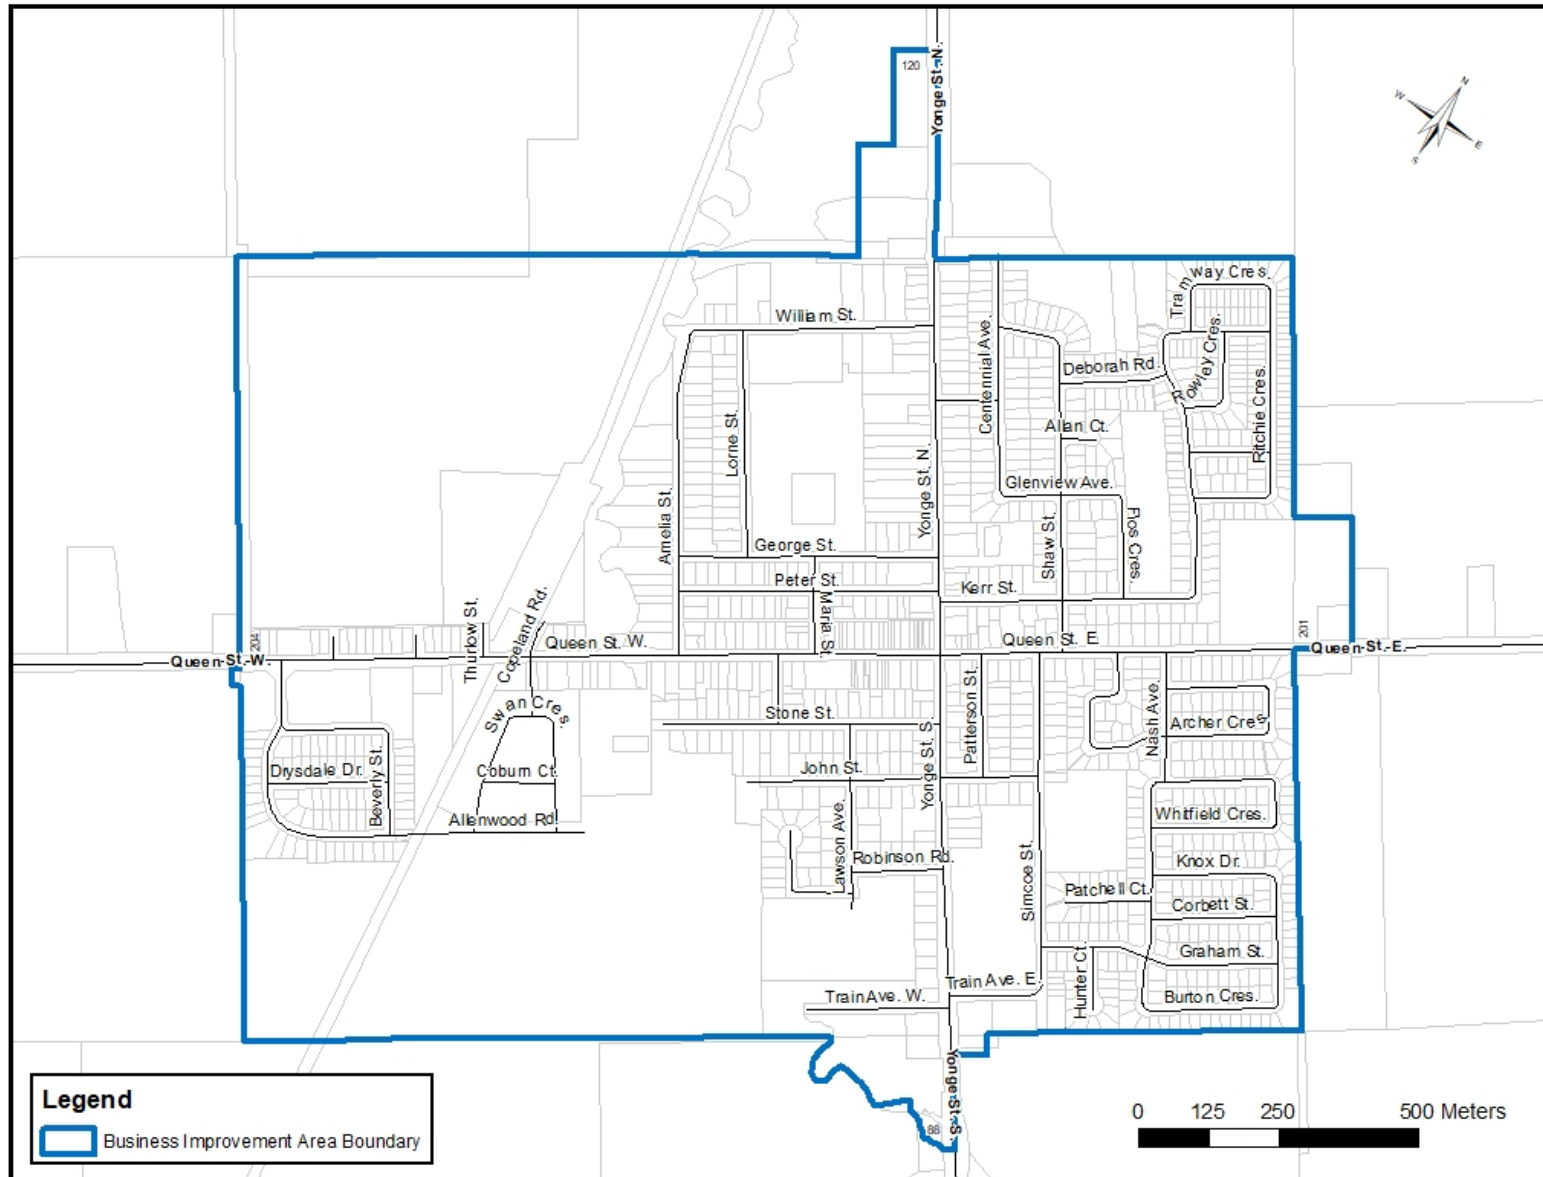 120
Yonge St. N.
N
W
E
S
Tramway Cres.
William St.
Centennial Ave.
Deborah Rd.
Rowley Cres.
Ritchie Cres.
Lorne St.
Allan Ct.
Yonge St. N.
Glenview Ave.
Amelia St.
Shaw St.
Flos Cres.
George St.
Peter St.
Kerr St.
Maria St.
Thurlow St.
Copeland Rd.
204
Queen St. W.
Queen St. W.
Queen St. E.
201
Queen St. E.
Swan Cres.
Stone St.
Patterson St.
Nash Ave.
Archer Cres.
Drysdale Dr.
Beverly St.
Coburn Ct.
John St.
Yonge St. S.
Allenwood Rd.
Lawson Ave.
Whitfield Cres.
Robinson Rd.
Knox Dr.
Simcoe St.
Patchell Ct.
Corbett St.
Graham St.
Hunter Ct.
Train Ave. E.
Train Ave. W.
Burton Cres.
Yonge St. S.
88
Legend
Business Improvement Area Boundary
0 125 250 500 Meters